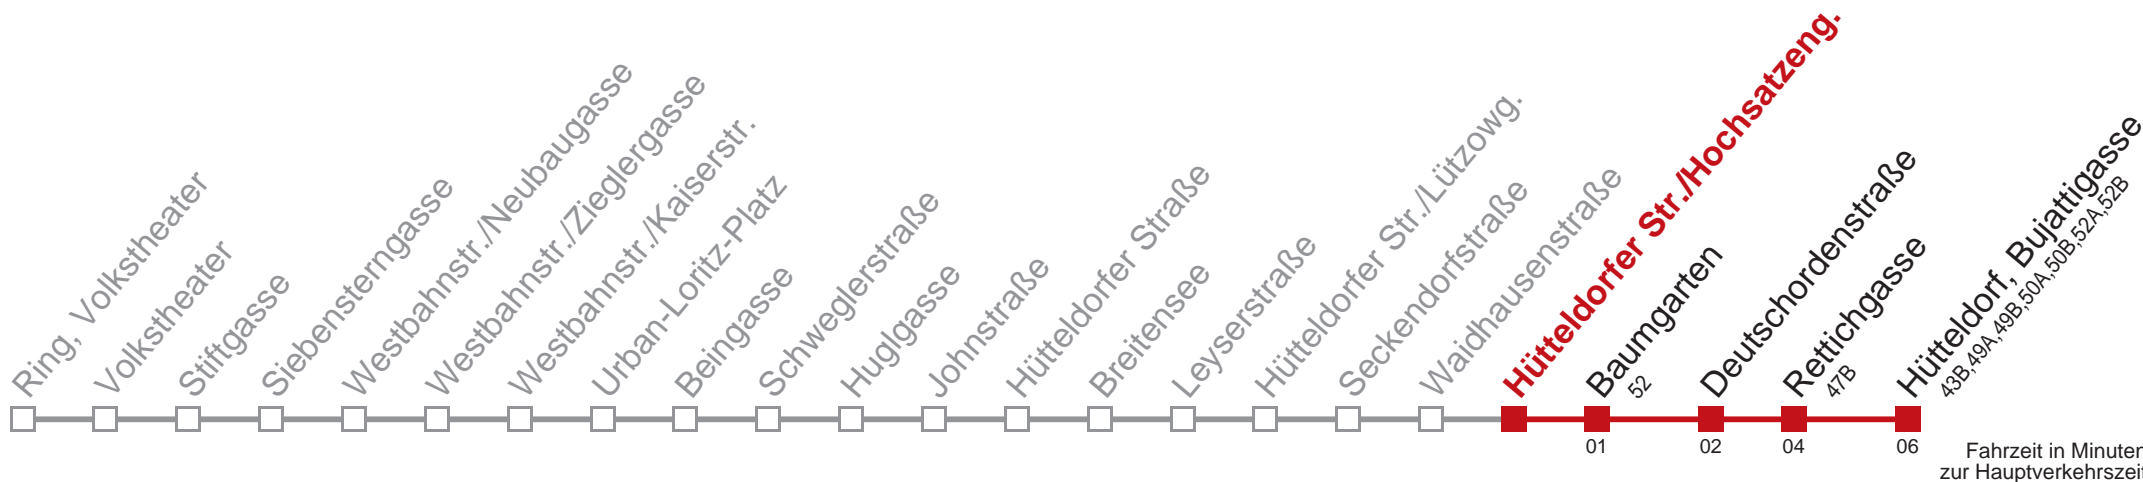 Ring, Volkstheater
Volkstheater
Stiftgasse
Siebensterngasse
Westbahnstr./Neubaugasse
Westbahnstr./Zieglergasse
Westbahnstr./Kaiserstr.
Urban-Loritz-Platz
Beingasse
Schweglerstraße
Huglgasse
Johnstraße
Hütteldorfer Straße
Breitensee
Leyserstraße
Hütteldorfer Str./Lützowg.
Seckendorfstraße
Waidhausenstraße
Hütteldorfer Str./Hochsatzeng.
Baumgarten
52
Deutschordenstraße
Rettichgasse
47B
Hütteldorf, Bujattigasse
43B,49A,49B,50A,50B,52A,52B
01
02
04
06
Fahrzeit in Minuten
zur Hauptverkehrszeit